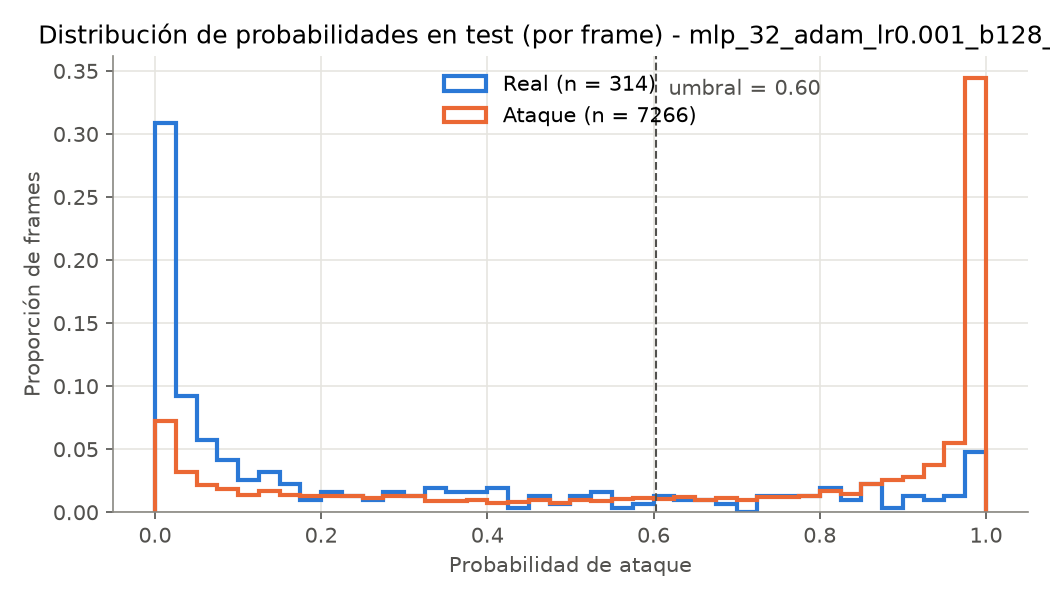 Distribución de probabilidades en test (por frame) - mlp_32_adam_lr0.001_b128_
Real (n = 314)
umbral = 0.60
Ataque (n = 7266)
Proporción de frames
0.35
0.30
0.25
0.20
0.15
0.10
0.05
0.00
0.0 0.2 0.4 0.6 0.8 1.0
Probabilidad de ataque